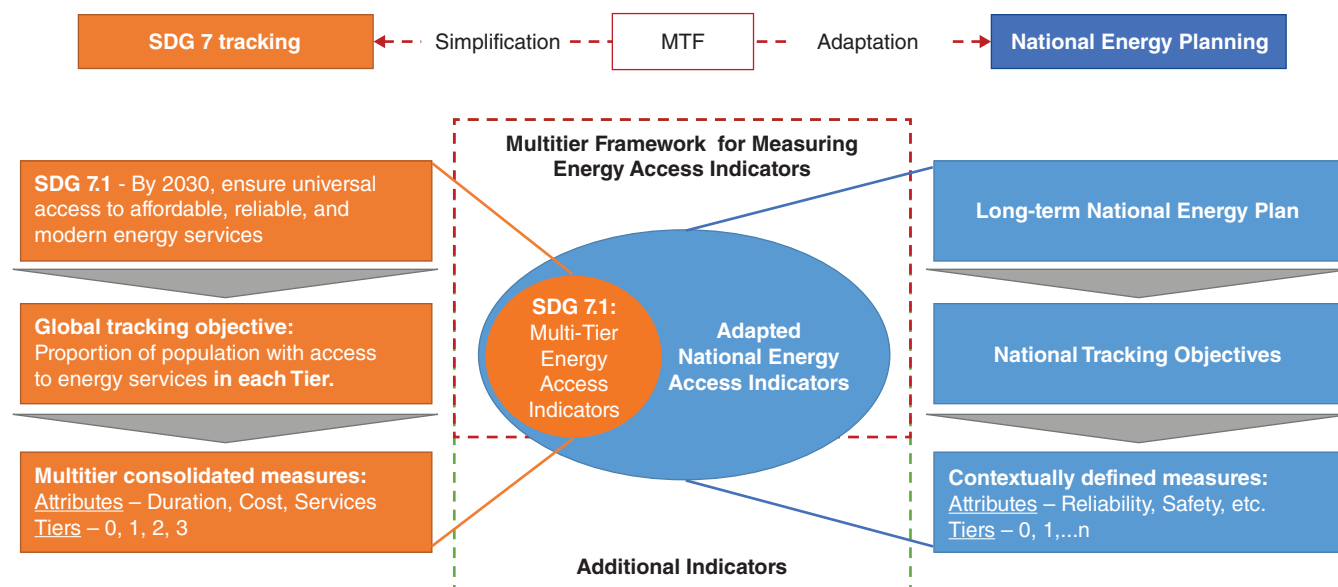 SDG 7 tracking
Simplification
MTF
Adaptation
National Energy Planning
Multitier Framework for Measuring
Energy Access Indicators
SDG 7.1 - By 2030, ensure universal
access to affordable, reliable, and
modern energy services
Global tracking objective:
Proportion of population with access
to energy services in each Tier.
Multitier consolidated measures:
Attributes – Duration, Cost, Services
Tiers – 0, 1, 2, 3
SDG 7.1:
Multi-Tier
Energy
Access
Indicators
Adapted
National Energy
Access Indicators
Long-term National Energy Plan
National Tracking Objectives
Contextually defined measures:
Attributes – Reliability, Safety, etc.
Tiers – 0, 1,...n
Additional Indicators